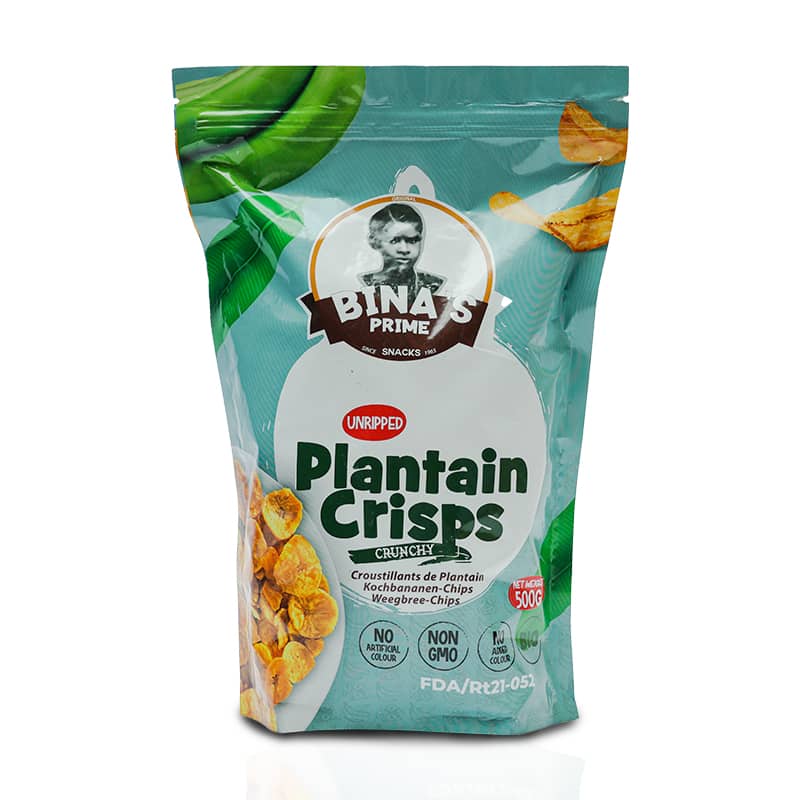 ORIGINAL
BINA'S
PRIME
SINCE SNACKS 1963
UNRIPPED
Plantain
Crisps
CRUNCHY
Croustillants de Plantain
Kochbananen-Chips
Weegbree-Chips
NET WEIGHT
500G
NO
ARTIFICIAL
COLOUR
NON
GMO
NO
ADDED
COLOUR
BIO
FDA/Rt21-052